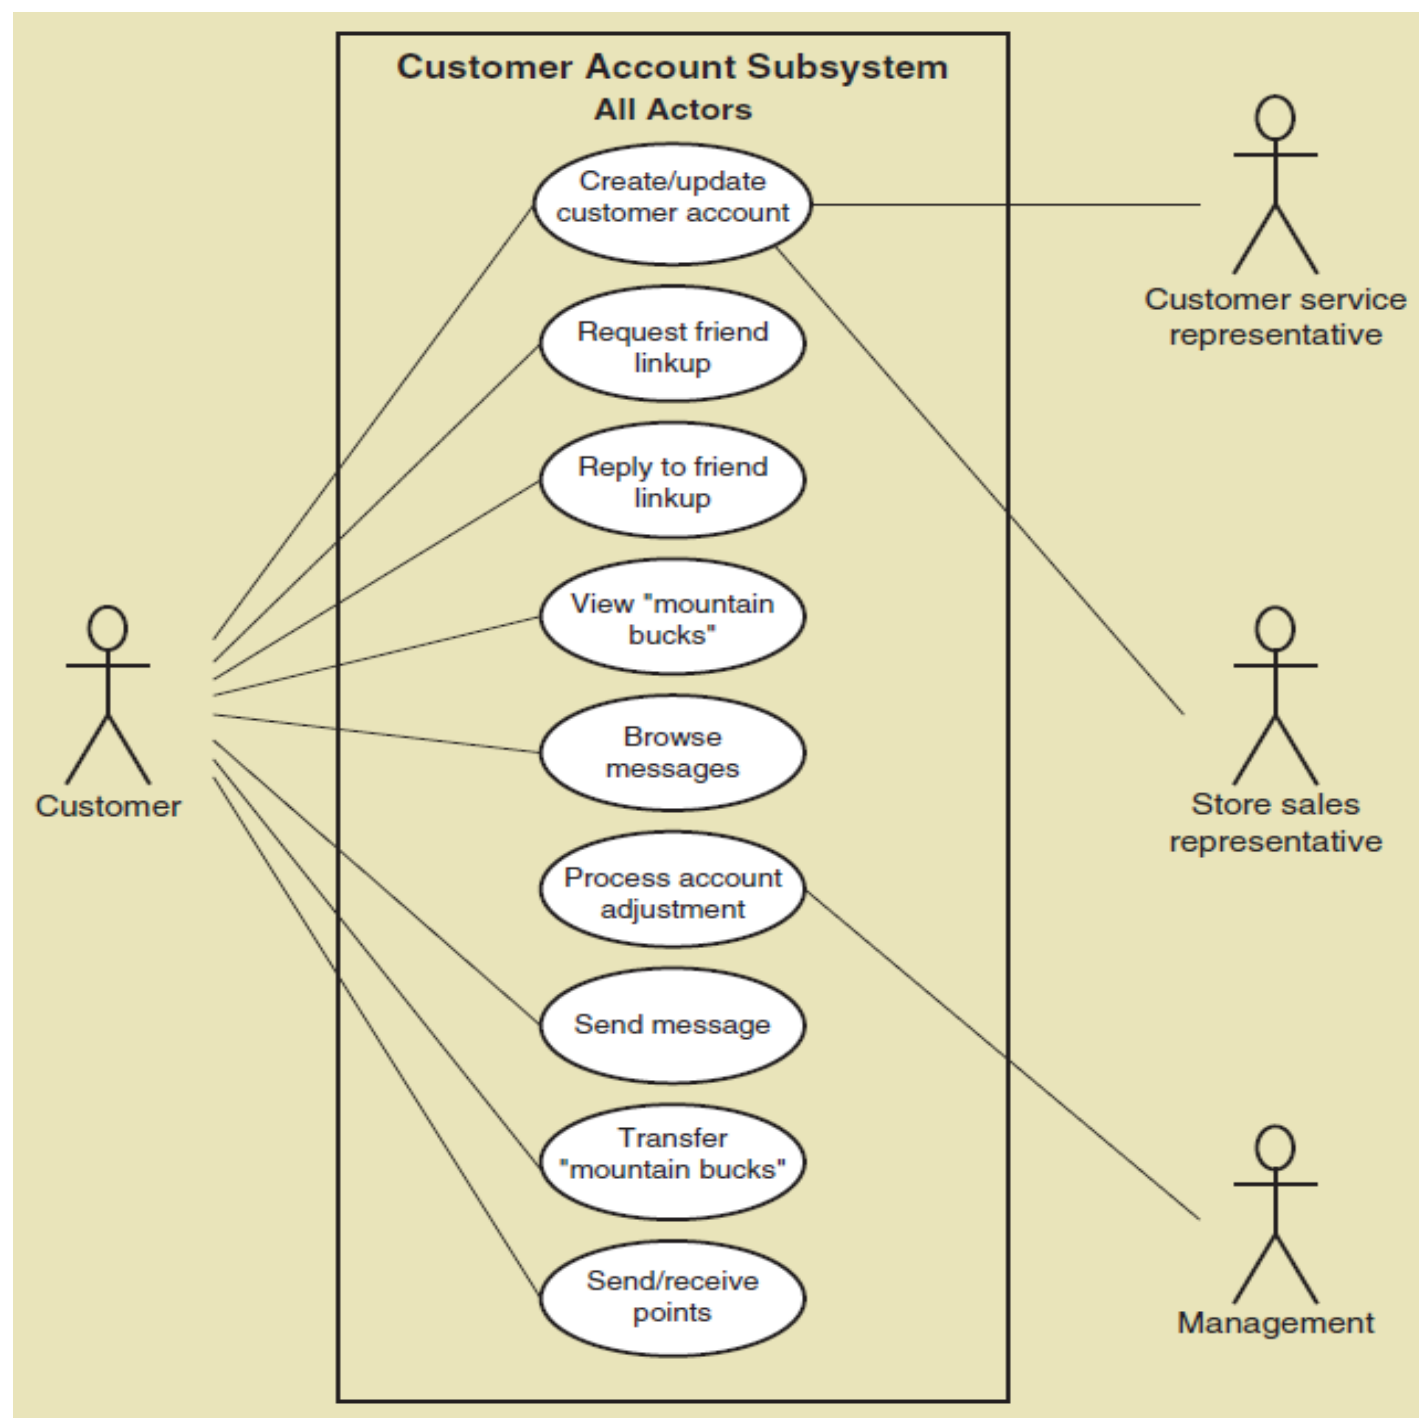 Customer Account Subsystem
All Actors
Create/update
customer account
Customer service
representative
Request friend
linkup
Reply to friend
linkup
View "mountain
bucks"
Browse
messages
Customer
Store sales
representative
Process account
adjustment
Send message
Transfer
"mountain bucks"
Send/receive
points
Management